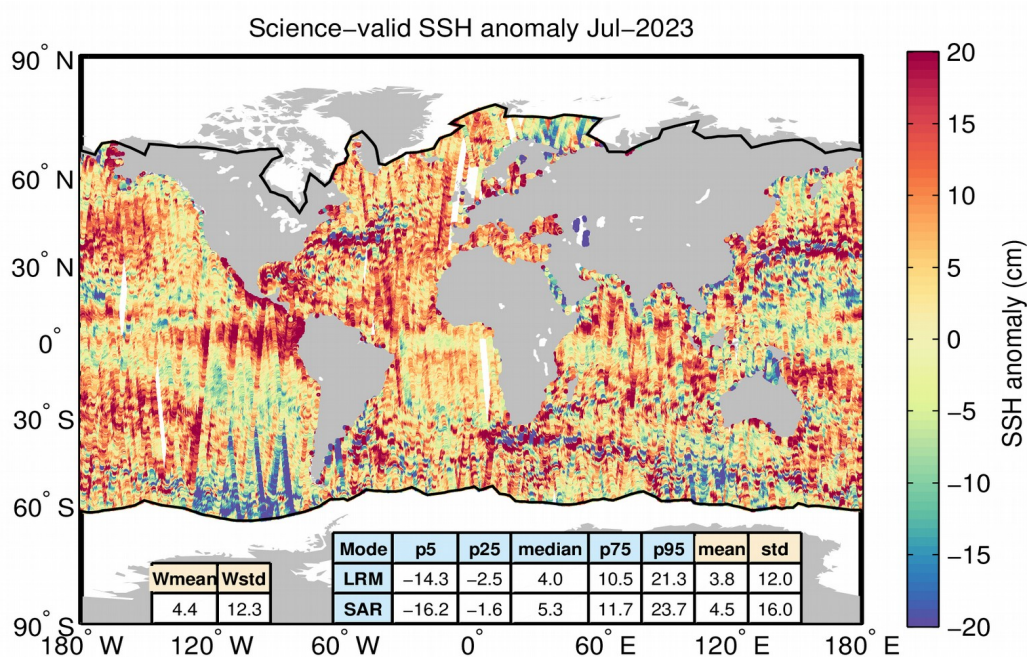 Science−valid SSH anomaly Jul−2023
90° N
60° N
30° N
0°
30° S
60° S
90° S
180° W 120° W 60° W 0° 60° E 120° E 180° E
Mode p5 p25 median p75 p95 mean std
LRM −14.3 −2.5 4.0 10.5 21.3 3.8 12.0
SAR −16.2 −1.6 5.3 11.7 23.7 4.5 16.0
Wmean Wstd
4.4 12.3
20
15
10
5
0
−5
−10
−15
−20
SSH anomaly (cm)